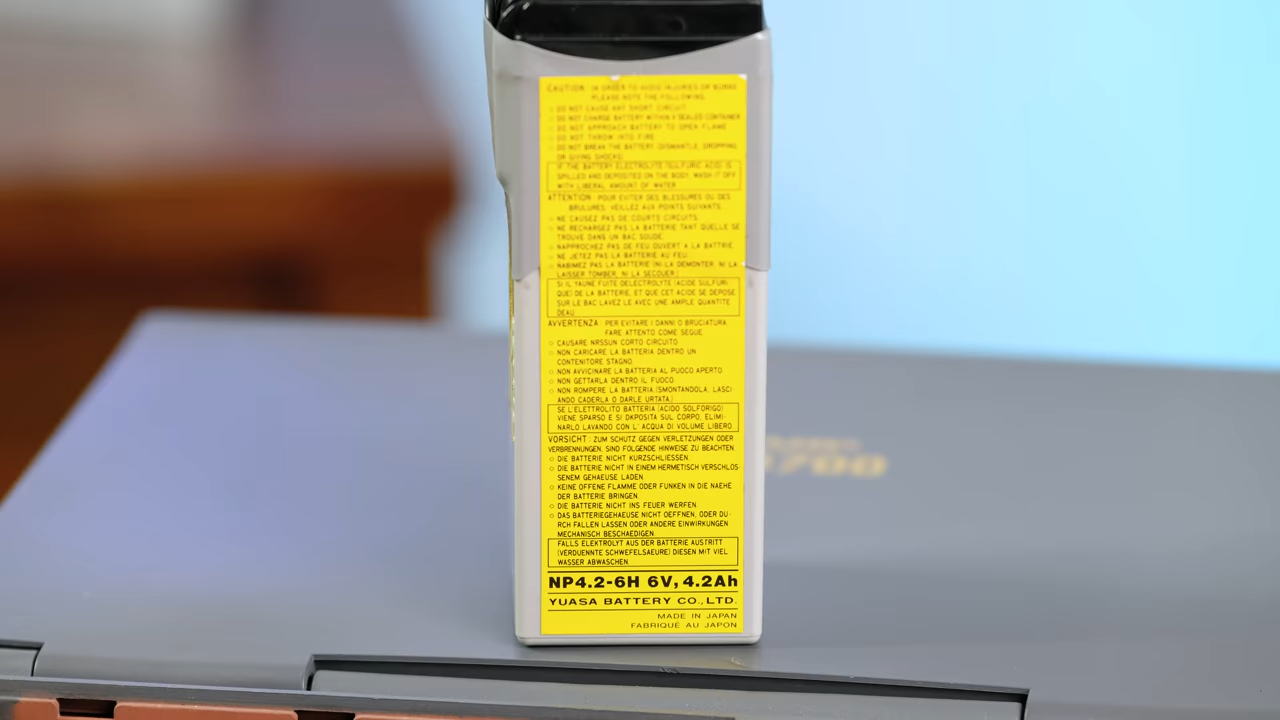 CAUTION : IN ORDER TO AVOID INJURIES OR BURNS
PLEASE NOTE THE FOLLOWING.
○ DO NOT CAUSE ANY SHORT CIRCUIT
○ DO NOT CHARGE BATTERY WITHIN A SEALED CONTAINER
○ DO NOT APPROACH BATTERY TO OPEN FLAME
○ DO NOT THROW INTO FIRE
○ DO NOT BREAK THE BATTERY (DISMANTLE, DROPPING
OR GIVING SHOCKS)
IF THE BATTERY ELECTROLYTE (SULFURIC ACID) IS
SPILLED AND DEPOSITED ON THE BODY, WASH IT OFF
WITH LIBERAL AMOUNT OF WATER
ATTENTION : POUR EVITER DES BLESSURES OU DES
BRULURES, VEILLEZ AUX POINTS SUIVANTS.
○ NE CAUSEZ PAS DE COURTS CIRCUITS.
○ NE RECHARGEZ PAS LA BATTERIE TANT QUELLE SE
TROUVE DANS UN BAC SOUDE.
○ NAPPROCHEZ PAS DE FEU OUVERT A LA BATTRIE.
○ NE JETEZ PAS LA BATTERIE AU FEU.
○ NABIMEZ PAS LA BATTERIE (NI LA DEMONTER, NI LA
LAISSER TOMBER, NI LA SECOUER.)
SI IL YAUNE FUITE DELECTROLYTE (ACIDE SULFURI-
QUE) DE LA BATTERIE, ET QUE CET ACIDE SE DEPOSE
SUR LE BAC LAVEZ LE AVEC UNE AMPLE QUANTITE
DEAU.
AVVERTENZA : PER EVITARE I DANNI O BRUCIATURA
FARE ATTENTO COME SEGUE
○ CAUSARE NRSSUN CORTO CIRCUITO
○ NON CARICARE LA BATTERIA DENTRO UN
CONTENITORE STAGNO.
○ NON AVVICINARE LA BATTERIA AL PUOCO APERTO
○ NON GETTARLA DENTRO IL FUOCO
○ NON ROMPERE LA BATTERIA (SMONTANDOLA, LASCI
ANDO CADERLA O DARLE URTATA.)
SE L'ELETTROLITO BATTERIA (ACIDO SOLFORIGO)
VIENE SPARSO E SI DKPOSITA SUL CORPO, ELIMI-
NARLO LAVANDO CON L' ACQUA DI VOLUME LIBERO
VORSICHT : ZUM SCHUTZ GEGEN VERLETZUNGEN ODER
VERBRENNUNGEN, SIND FOLGENDE HINWEISE ZU BEACHTEN
○ DIE BATTERIE NICHT KURZSCHLIESSEN.
○ DIE BATTERIE NICHT IN EINEM HERMETISCH VERSCHLOS-
SENEM GEHAEUSE LADEN.
○ KEINE OFFENE FLAMME ODER FUNKEN IN DIE NAEHE
DER BATTERIE BRINGEN.
○ DIE BATTERIE NICHT INS FEUER WERFEN.
○ DAS BATTERIEGEHAEUSE NICHT OEFFNEN, ODER DU-
RCH FALLEN LASSEN ODER ANDERE EINWIRKUNGEN
MECHANISCH BESCHAEDIGEN
FALLS ELEKTROLYT AUS DER BATTERIE AUSTRITT
(VERDUENNTE SCHWEFELSAEURE) DIESEN MIT VIEL
WASSER ABWASCHEN.
NP4.2-6H 6V, 4.2Ah
YUASA BATTERY CO., LTD.
MADE IN JAPAN
FABRIQUÉ AU JAPON